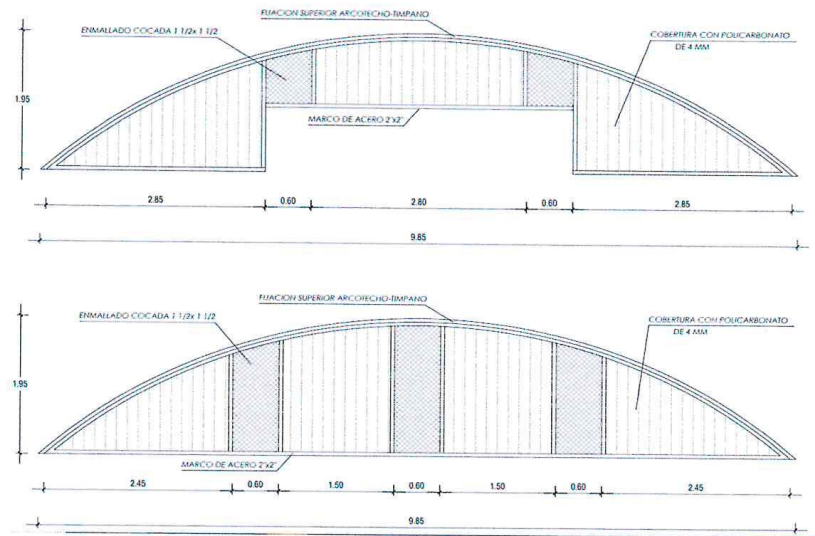 FIJACION SUPERIOR ARCOTECHO-TIMPANO
ENMALLADO COCADA 1 1/2x 1 1/2
COBERTURA CON POLICARBONATO
DE 4 MM
1.95
MARCO DE ACERO 2"x2"
2.85 0.60 2.80 0.60 2.85
9.85
FIJACION SUPERIOR ARCOTECHO-TIMPANO
ENMALLADO COCADA 1 1/2x 1 1/2
COBERTURA CON POLICARBONATO
DE 4 MM
1.95
MARCO DE ACERO 2"x2"
2.45 0.60 1.50 0.60 1.50 0.60 2.45
9.85